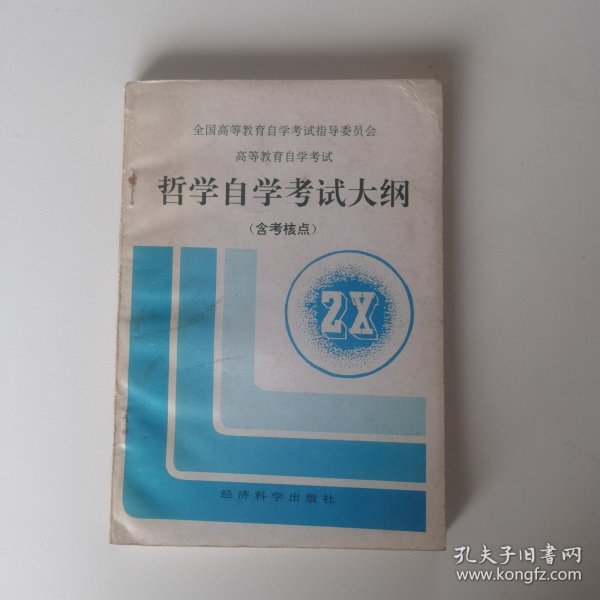 全国高等教育自学考试指导委员会
高等教育自学考试
哲学自学考试大纲
（含考核点）
ZX
经济科学出版社
孔夫子旧书网
www.kongfz.com